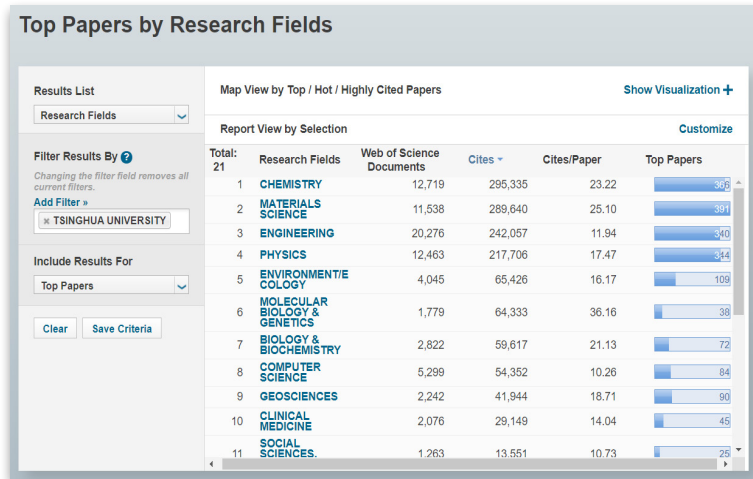 Top Papers by Research Fields
Results List
Research Fields
Filter Results By ?
Changing the filter field removes all
current filters.
Add Filter »
× TSINGHUA UNIVERSITY
Include Results For
Top Papers
Clear Save Criteria
Map View by Top / Hot / Highly Cited Papers Show Visualization +
Report View by Selection Customize
Total:
21 Research Fields Web of Science
Documents Cites Cites/Paper Top Papers
1 CHEMISTRY 12,719 295,335 23.22 366
2 MATERIALS
SCIENCE 11,538 289,640 25.10 391
3 ENGINEERING 20,276 242,057 11.94 340
4 PHYSICS 12,463 217,706 17.47 344
5 ENVIRONMENT/E
COLOGY 4,045 65,426 16.17 109
6 MOLECULAR
BIOLOGY &
GENETICS 1,779 64,333 36.16 38
7 BIOLOGY &
BIOCHEMISTRY 2,822 59,617 21.13 72
8 COMPUTER
SCIENCE 5,299 54,352 10.26 84
9 GEOSCIENCES 2,242 41,944 18.71 90
10 CLINICAL
MEDICINE 2,076 29,149 14.04 45
11 SOCIAL
SCIENCES, 1,263 13,551 10.73 25